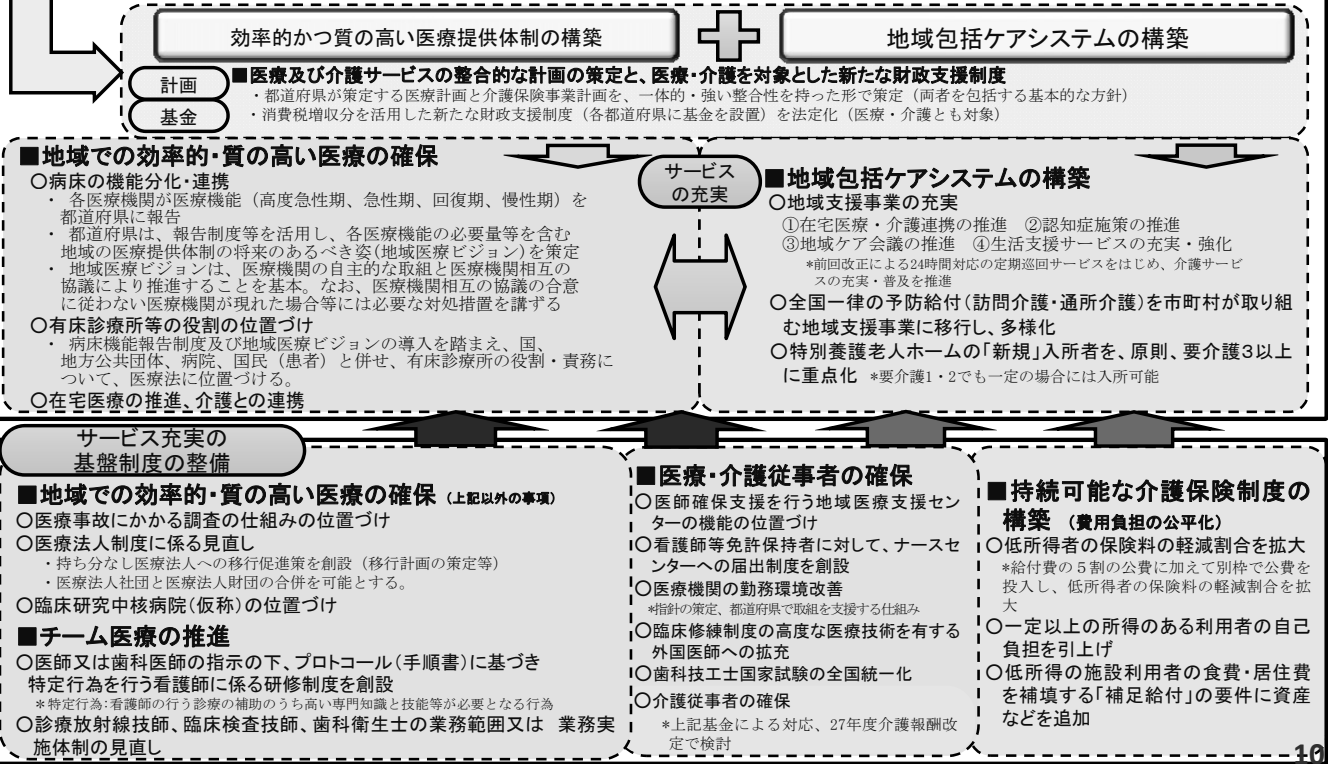 効率的かつ質の高い医療提供体制の構築
地域包括ケアシステムの構築
計画
基金
■医療及び介護サービスの整合的な計画の策定と、医療・介護を対象とした新たな財政支援制度
・都道府県が策定する医療計画と介護保険事業計画を、一体的・強い整合性を持った形で策定（両者を包括する基本的な方針）
・消費税増収分を活用した新たな財政支援制度（各都道府県に基金を設置）を法定化（医療・介護とも対象）
■地域での効率的・質の高い医療の確保
○病床の機能分化・連携
・ 各医療機関が医療機能（高度急性期、急性期、回復期、慢性期）を
都道府県に報告
・ 都道府県は、報告制度等を活用し、各医療機能の必要量等を含む
地域の医療提供体制の将来のあるべき姿(地域医療ビジョン)を策定
・ 地域医療ビジョンは、医療機関の自主的な取組と医療機関相互の
協議により推進することを基本。なお、医療機関相互の協議の合意
に従わない医療機関が現れた場合等には必要な対処措置を講ずる
○有床診療所等の役割の位置づけ
・ 病床機能報告制度及び地域医療ビジョンの導入を踏まえ、国、
地方公共団体、病院、国民（患者）と併せ、有床診療所の役割・責務に
ついて、医療法に位置づける。
○在宅医療の推進、介護との連携
サービス
の充実
■地域包括ケアシステムの構築
○地域支援事業の充実
①在宅医療・介護連携の推進 ②認知症施策の推進
③地域ケア会議の推進 ④生活支援サービスの充実・強化
*前回改正による24時間対応の定期巡回サービスをはじめ、介護サービ
スの充実・普及を推進
○全国一律の予防給付（訪問介護・通所介護）を市町村が取り組
む地域支援事業に移行し、多様化
○特別養護老人ホームの「新規」入所者を、原則、要介護３以上
に重点化 *要介護1・2でも一定の場合には入所可能
サービス充実の
基盤制度の整備
■地域での効率的・質の高い医療の確保（上記以外の事項）
○医療事故にかかる調査の仕組みの位置づけ
○医療法人制度に係る見直し
・持ち分なし医療法人への移行促進策を創設（移行計画の策定等）
・医療法人社団と医療法人財団の合併を可能とする。
○臨床研究中核病院（仮称）の位置づけ
■チーム医療の推進
○医師又は歯科医師の指示の下、プロトコール（手順書）に基づき
特定行為を行う看護師に係る研修制度を創設
＊特定行為：看護師の行う診療の補助のうち高い専門知識と技能等が必要となる行為
○診療放射線技師、臨床検査技師、歯科衛生士の業務範囲又は 業務実
施体制の見直し
■医療・介護従事者の確保
○医師確保支援を行う地域医療支援セン
ターの機能の位置づけ
○看護師等免許保持者に対して、ナースセ
ンターへの届出制度を創設
○医療機関の勤務環境改善
*指針の策定、都道府県で取組を支援する仕組み
○臨床修練制度の高度な医療技術を有する
外国医師への拡充
○歯科技工士国家試験の全国統一化
○介護従事者の確保
*上記基金による対応、27年度介護報酬改
定で検討
■持続可能な介護保険制度の
構築 （費用負担の公平化）
○低所得者の保険料の軽減割合を拡大
*給付費の５割の公費に加えて別枠で公費を
投入し、低所得者の保険料の軽減割合を拡
大
○一定以上の所得のある利用者の自己
負担を引上げ
○低所得の施設利用者の食費・居住費
を補填する「補足給付」の要件に資産
などを追加
10